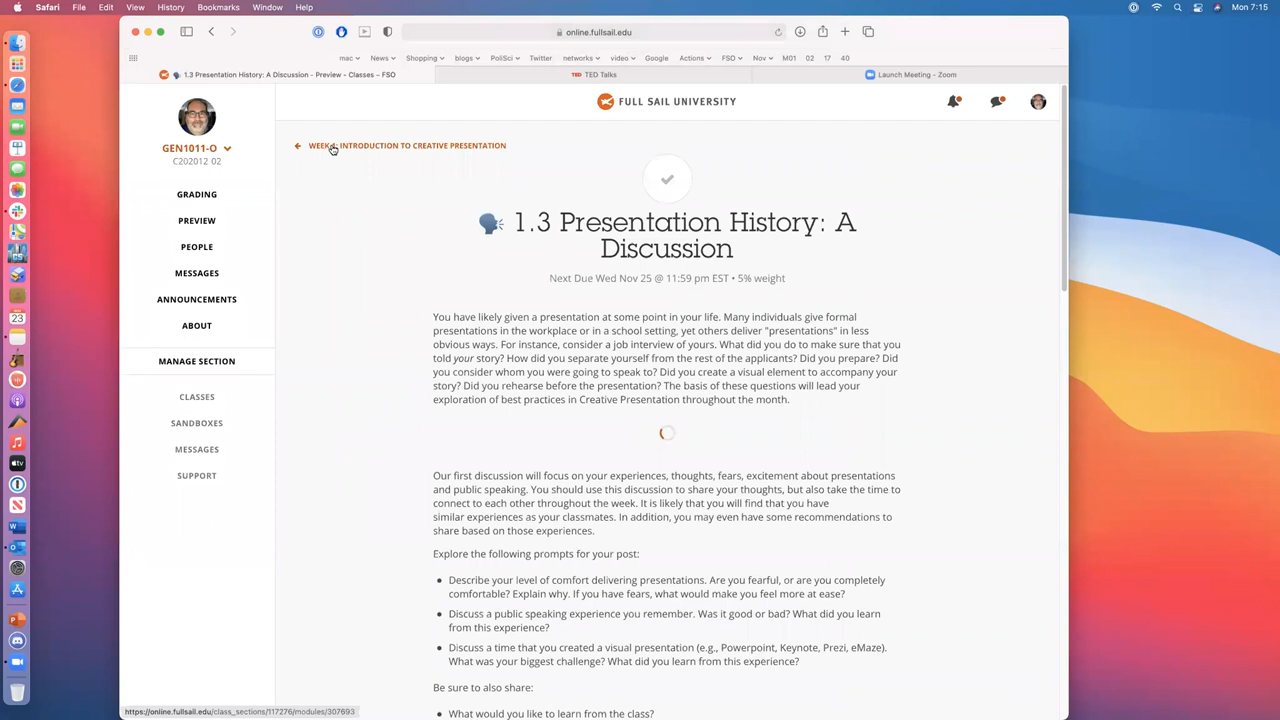 Safari File Edit View History Bookmarks Window Help Mon 7:15
online.fullsail.edu
mac News Shopping blogs PoliSci Twitter networks video Google Actions FSO Nov M01 02 17 40
1.3 Presentation History: A Discussion - Preview - Classes – FSO
TED TED Talks
Launch Meeting - Zoom
FULL SAIL UNIVERSITY
GEN1011-O
C202012 02
GRADING
PREVIEW
PEOPLE
MESSAGES
ANNOUNCEMENTS
ABOUT
MANAGE SECTION
CLASSES
SANDBOXES
MESSAGES
SUPPORT
23
WEEK INTRODUCTION TO CREATIVE PRESENTATION
1.3 Presentation History: A
Discussion
Next Due Wed Nov 25 @ 11:59 pm EST • 5% weight
You have likely given a presentation at some point in your life. Many individuals give formal
presentations in the workplace or in a school setting, yet others deliver "presentations" in less
obvious ways. For instance, consider a job interview of yours. What did you do to make sure that you
told your story? How did you separate yourself from the rest of the applicants? Did you prepare? Did
you consider whom you were going to speak to? Did you create a visual element to accompany your
story? Did you rehearse before the presentation? The basis of these questions will lead your
exploration of best practices in Creative Presentation throughout the month.
Our first discussion will focus on your experiences, thoughts, fears, excitement about presentations
and public speaking. You should use this discussion to share your thoughts, but also take the time to
connect to each other throughout the week. It is likely that you will find that you have
similar experiences as your classmates. In addition, you may even have some recommendations to
share based on those experiences.
Explore the following prompts for your post:
• Describe your level of comfort delivering presentations. Are you fearful, or are you completely
comfortable? Explain why. If you have fears, what would make you feel more at ease?
• Discuss a public speaking experience you remember. Was it good or bad? What did you learn
from this experience?
• Discuss a time that you created a visual presentation (e.g., Powerpoint, Keynote, Prezi, eMaze).
What was your biggest challenge? What did you learn from this experience?
Be sure to also share:
• What would you like to learn from the class?
https://online.fullsail.edu/class_sections/117276/modules/307693